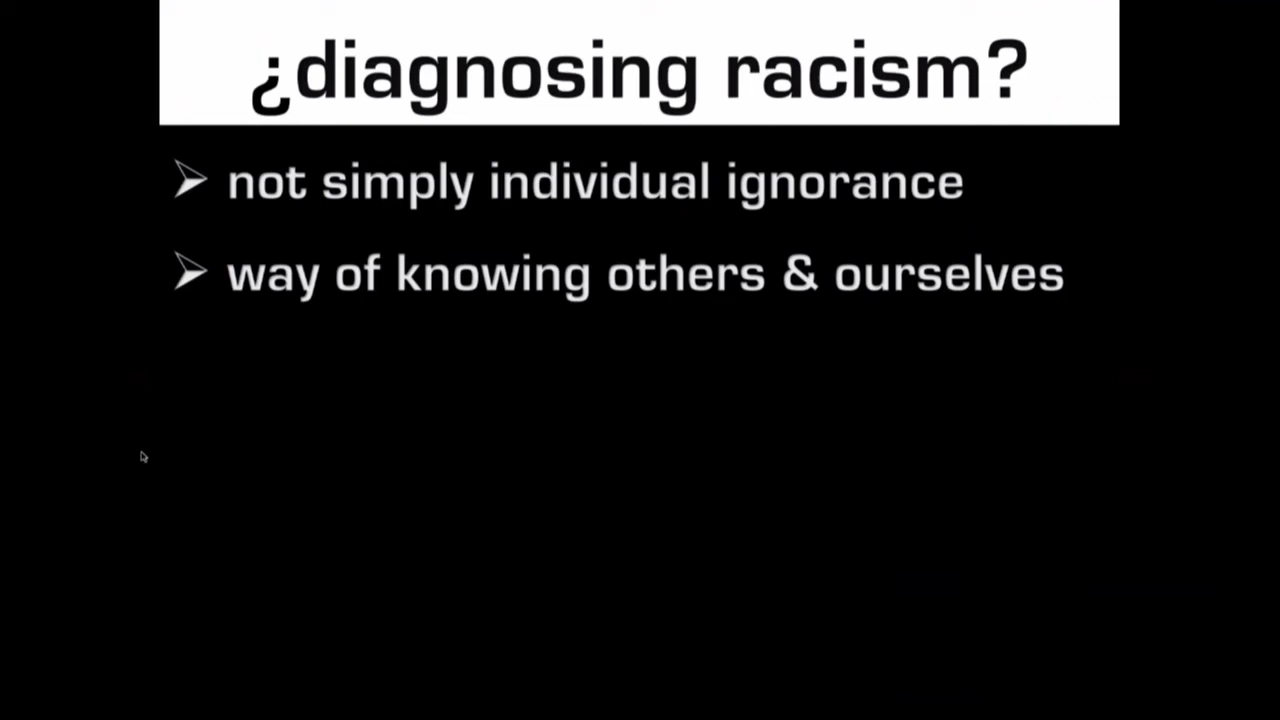 ¿diagnosing racism?
➢ not simply individual ignorance
➢ way of knowing others & ourselves